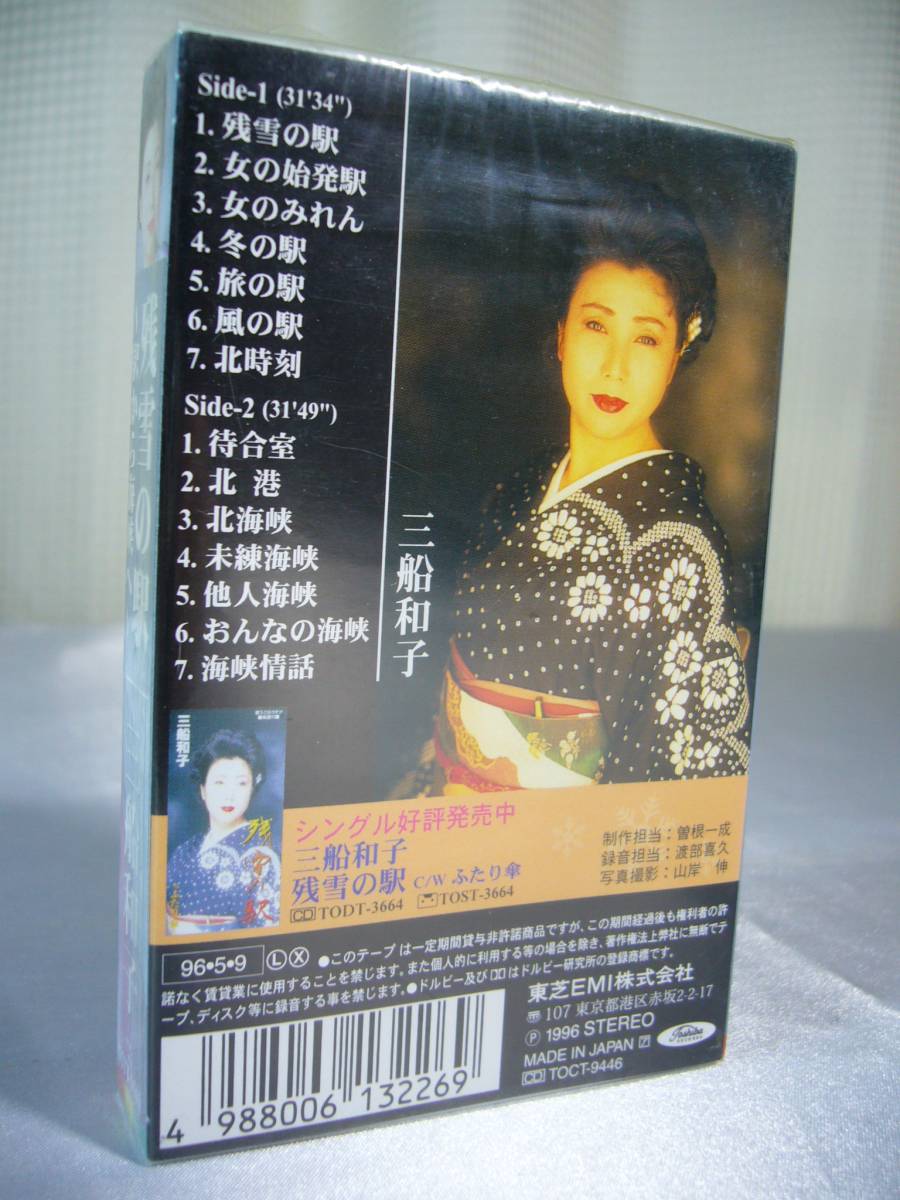 Side-1 (31'34")
1. 残雪の駅
2. 女の始発駅
3. 女のみれん
4. 冬の駅
5. 旅の駅
6. 風の駅
7. 北時刻
Side-2 (31'49")
1. 待合室
2. 北 港
3. 北海峡
4. 未練海峡
5. 他人海峡
6. おんなの海峡
7. 海峡情話
三船和子
三船和子
残雪の駅
シングル好評発売中
三船和子
残雪の駅 C/W ふたり傘
CD TODT-3664 TOST-3664
制作担当：曽根一成
録音担当：渡部喜久
写真撮影：山岸 伸
96•5•9 Ⓛ Ⓧ ●このテープは一定期間貸与非許諾商品ですが、この期間経過後も権利者の許
諾なく賃貸業に使用することを禁じます。また個人的に利用する等の場合を除き、著作権法上弊社に無断でテ
ープ、ディスク等に録音する事を禁じます。●ドルビー及びはドルビー研究所の登録商標です。
東芝EMI株式会社
〒107 東京都港区赤坂2-2-17
Ⓟ 1996 STEREO
MADE IN JAPAN
CD TOCT-9446
Toshiba
4 988006 132269
残雪の駅